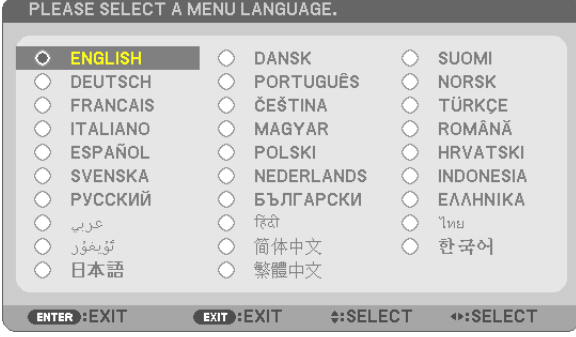 PLEASE SELECT A MENU LANGUAGE.
ENGLISH DANSK SUOMI
DEUTSCH PORTUGUÊS NORSK
FRANCAIS ČEŠTINA TÜRKÇE
ITALIANO MAGYAR ROMÂNĂ
ESPAÑOL POLSKI HRVATSKI
SVENSKA NEDERLANDS INDONESIA
РУССКИЙ БЪЛГАРСКИ ΕΛΛΗΝΙΚΑ
عربي हिंदी ไทย
ئۇيغۇر 简体中文 한국어
日本語 繁體中文
ENTER :EXIT EXIT :EXIT ⬍:SELECT ⬌:SELECT